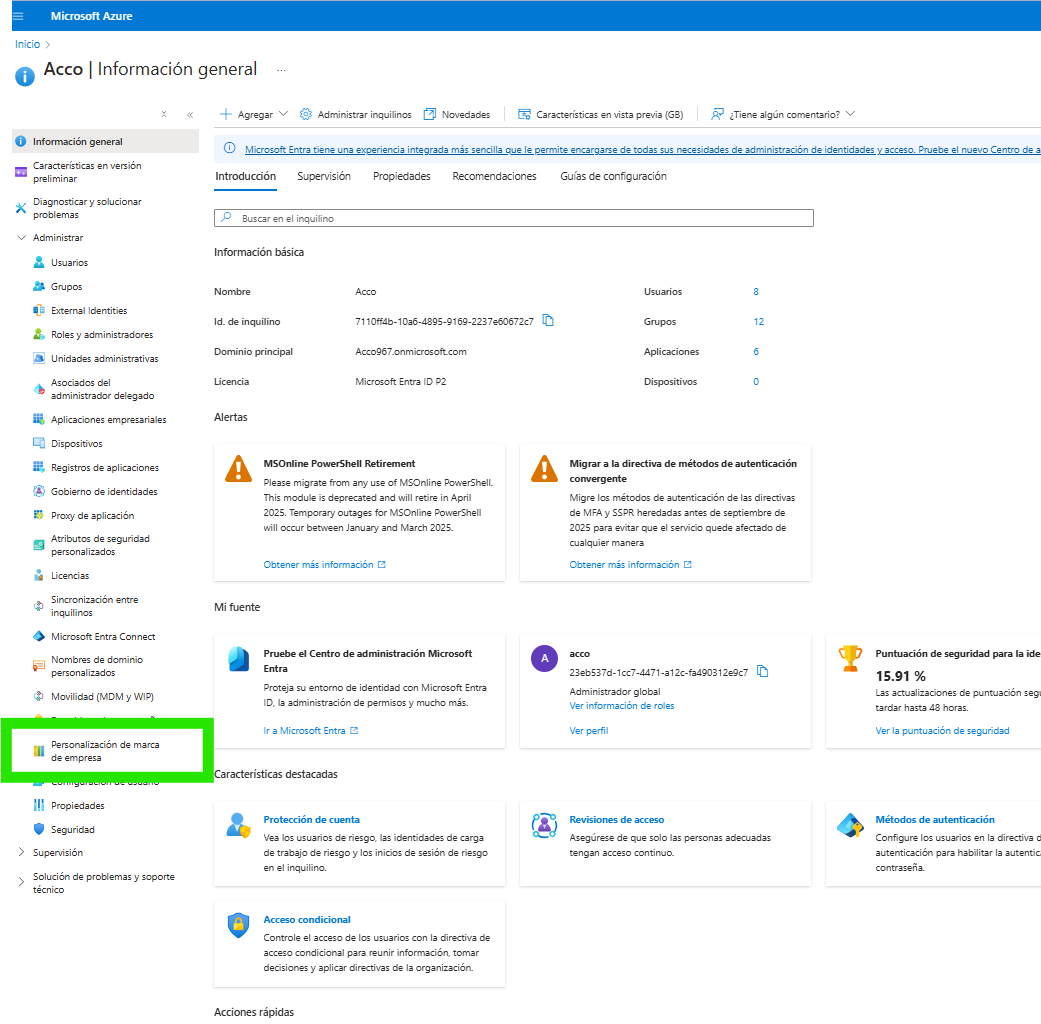 Microsoft Azure
Inicio
Acco | Información general
...
Agregar
Administrar inquilinos
Novedades
Características en vista previa (GB)
¿Tiene algún comentario?
Información general
Características en versión
preliminar
Diagnosticar y solucionar
problemas
Administrar
Usuarios
Grupos
External Identities
Roles y administradores
Unidades administrativas
Asociados del
administrador delegado
Aplicaciones empresariales
Dispositivos
Registros de aplicaciones
Gobierno de identidades
Proxy de aplicación
Atributos de seguridad
personalizados
Licencias
Sincronización entre
inquilinos
Microsoft Entra Connect
Nombres de dominio
personalizados
Movilidad (MDM y WIP)
Personalización de marca
de empresa
Configuración de usuario
Propiedades
Seguridad
Supervisión
Solución de problemas y soporte
técnico
Microsoft Entra tiene una experiencia integrada más sencilla que le permite encargarse de todas sus necesidades de administración de identidades y acceso. Pruebe el nuevo Centro de a
Introducción
Supervisión
Propiedades
Recomendaciones
Guías de configuración
Buscar en el inquilino
Información básica
Nombre Acco Usuarios 8
Id. de inquilino 7110ff4b-10a6-4895-9169-2237e60672c7 Grupos 12
Dominio principal Acco967.onmicrosoft.com Aplicaciones 6
Licencia Microsoft Entra ID P2 Dispositivos 0
Alertas
MSOnline PowerShell Retirement
Please migrate from any use of MSOnline PowerShell.
This module is deprecated and will retire in April
2025. Temporary outages for MSOnline PowerShell
will occur between January and March 2025.
Obtener más información
Migrar a la directiva de métodos de autenticación
convergente
Migre los métodos de autenticación de las directivas
de MFA y SSPR heredadas antes de septiembre de
2025 para evitar que el servicio quede afectado de
cualquier manera
Obtener más información
Mi fuente
Pruebe el Centro de administración Microsoft
Entra
Proteja su entorno de identidad con Microsoft Entra
ID, la administración de permisos y mucho más.
Ir a Microsoft Entra
A
acco
23eb537d-1cc7-4471-a12c-fa490312e9c7
Administrador global
Ver información de roles
Ver perfil
Puntuación de seguridad para la ide
15.91 %
Las actualizaciones de puntuación segu
tardar hasta 48 horas.
Ver la puntuación de seguridad
Características destacadas
Protección de cuenta
Vea los usuarios de riesgo, las identidades de carga
de trabajo de riesgo y los inicios de sesión de riesgo
en el inquilino.
Revisiones de acceso
Asegúrese de que solo las personas adecuadas
tengan acceso continuo.
Métodos de autenticación
Configure los usuarios en la directiva d
autenticación para habilitar la autentic
contraseña.
Acceso condicional
Controle el acceso de los usuarios con la directiva de
acceso condicional para reunir información, tomar
decisiones y aplicar directivas de la organización.
Acciones rápidas